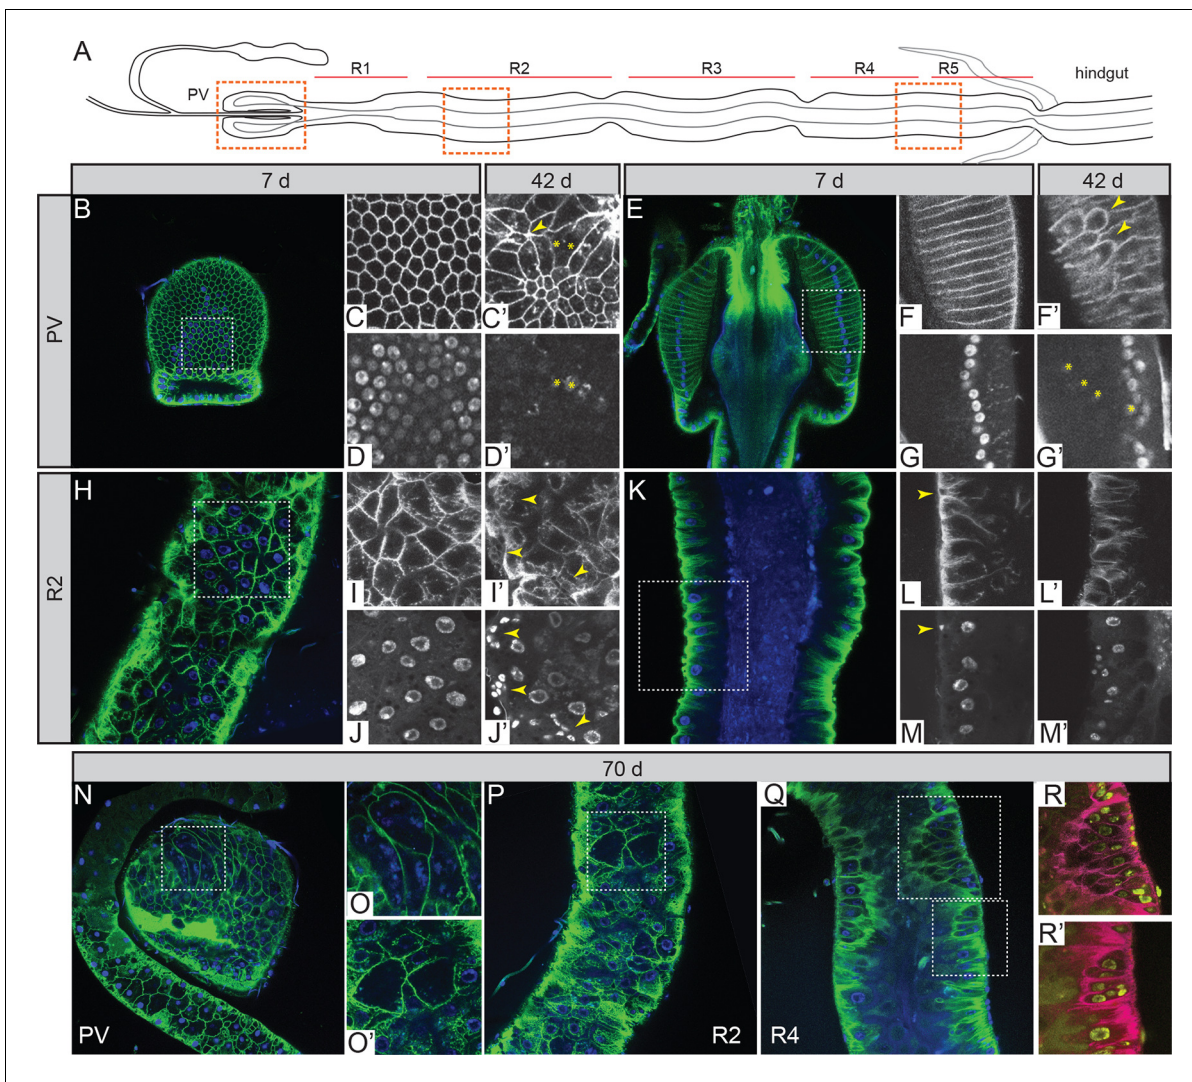 A
PV
R1
R2
R3
R4
R5
hindgut
7 d
42 d
7 d
42 d
PV
B
C
C'
D
D'
E
F
F'
G
G'
R2
H
I
I'
J
J'
K
L
L'
M
M'
70 d
N
PV
O
O'
P
R2
Q
R4
R
R'